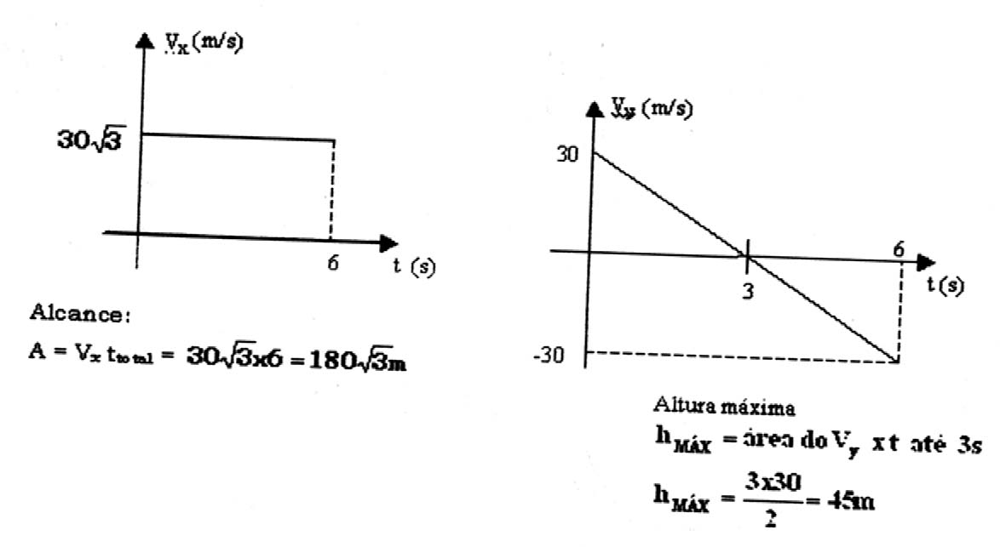 Vx (m/s)
30√3
6
t (s)
Alcance:
A = Vx ttotal = 30√3x6 = 180√3m
Vy (m/s)
30
6
3
t (s)
-30
Altura máxima
hMÁX = área do Vy x t até 3s
hMÁX = 3x30/2 = 45m